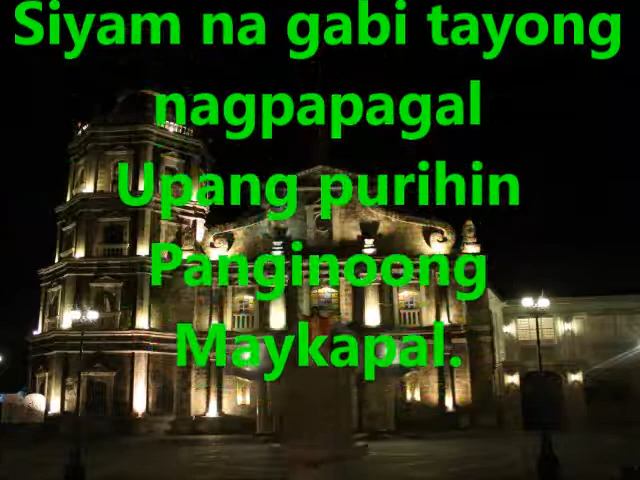 Siyam na gabi tayong
nagpapagal
Upang purihin
Panginoong
Maykapal.